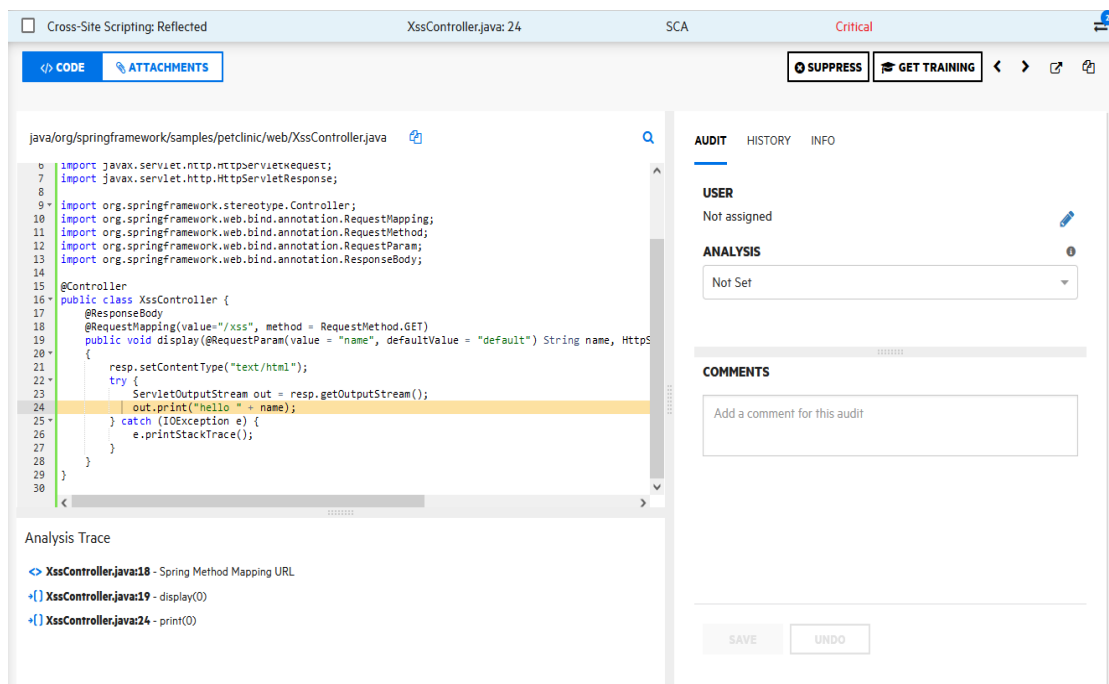 Cross-Site Scripting: Reflected XssController.java: 24 SCA Critical
</> CODE ATTACHMENTS SUPPRESS GET TRAINING
java/org/springframework/samples/petclinic/web/XssController.java
6 import javax.servlet.http.HttpServletRequest;
7 import javax.servlet.http.HttpServletResponse;
8
9 import org.springframework.stereotype.Controller;
10 import org.springframework.web.bind.annotation.RequestMapping;
11 import org.springframework.web.bind.annotation.RequestMethod;
12 import org.springframework.web.bind.annotation.RequestParam;
13 import org.springframework.web.bind.annotation.ResponseBody;
14
15 @Controller
16 public class XssController {
17 @ResponseBody
18 @RequestMapping(value="/xss", method = RequestMethod.GET)
19 public void display(@RequestParam(value = "name", defaultValue = "default") String name, HttpS
20 {
21 resp.setContentType("text/html");
22 try {
23 ServletOutputStream out = resp.getOutputStream();
24 out.print("hello " + name);
25 } catch (IOException e) {
26 e.printStackTrace();
27 }
28 }
29 }
30
Analysis Trace
<> XssController.java:18 - Spring Method Mapping URL
XssController.java:19 - display(0)
XssController.java:24 - print(0)
AUDIT HISTORY INFO
USER
Not assigned
ANALYSIS
Not Set
COMMENTS
Add a comment for this audit
SAVE UNDO